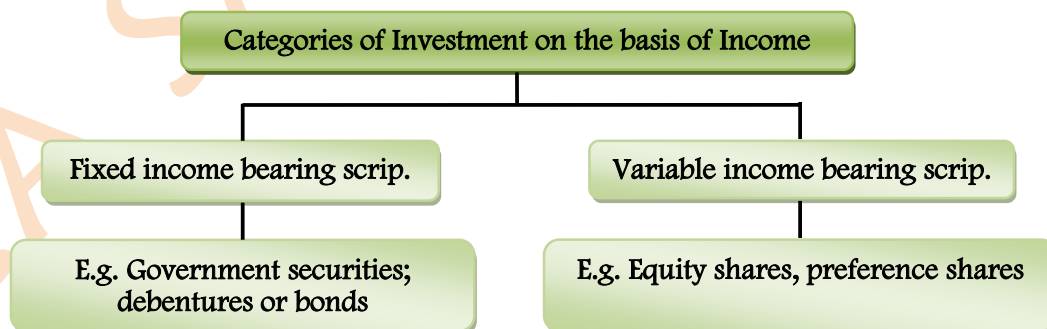 Categories of Investment on the basis of Income
Fixed income bearing scrip.
Variable income bearing scrip.
E.g. Government securities;
debentures or bonds
E.g. Equity shares, preference shares